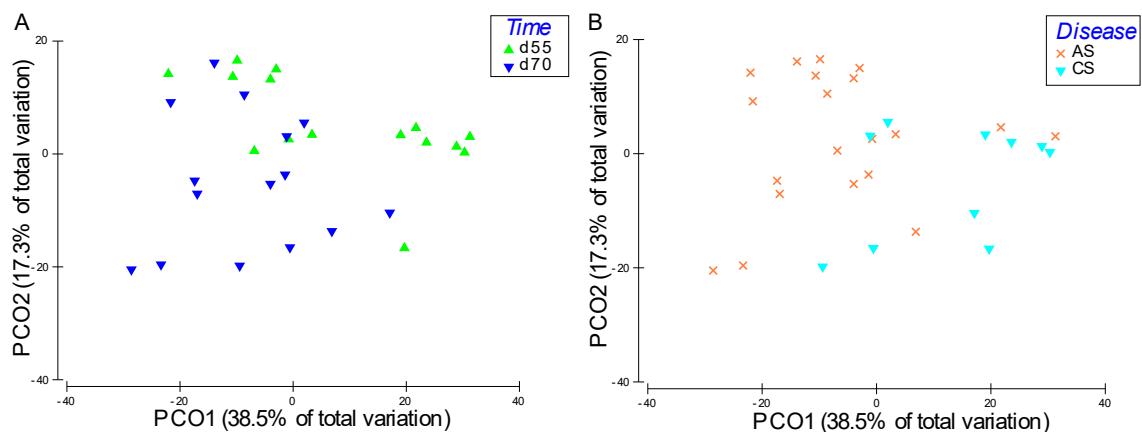 A
Time
d55
d70
20
0
-20
-40
-40
-20
0
20
40
PCO2 (17.3% of total variation)
PCO1 (38.5% of total variation)
B
Disease
AS
CS
20
0
-20
-40
-40
-20
0
20
40
PCO2 (17.3% of total variation)
PCO1 (38.5% of total variation)